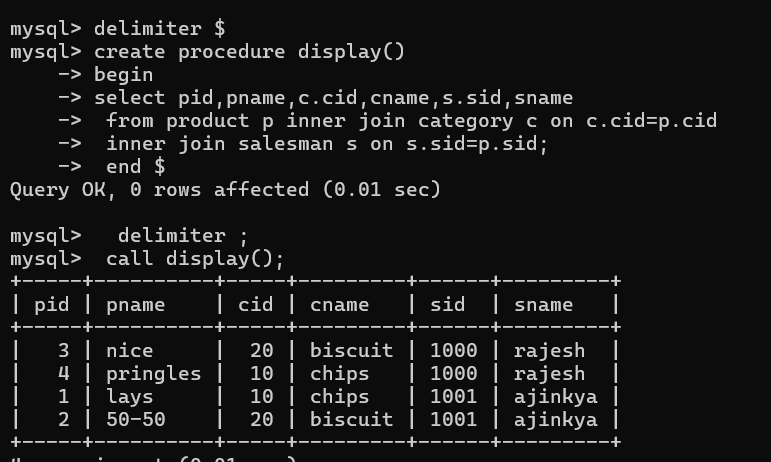 mysql> delimiter $
mysql> create procedure display()
    -> begin
    -> select pid,pname,c.cid,cname,s.sid,sname
    ->  from product p inner join category c on c.cid=p.cid
    ->  inner join salesman s on s.sid=p.sid;
    ->  end $
Query OK, 0 rows affected (0.01 sec)

mysql>   delimiter ;
mysql>  call display();
+-----+----------+-----+---------+------+---------+
| pid | pname    | cid | cname   | sid  | sname   |
+-----+----------+-----+---------+------+---------+
|   3 | nice     |  20 | biscuit | 1000 | rajesh  |
|   4 | pringles |  10 | chips   | 1000 | rajesh  |
|   1 | lays     |  10 | chips   | 1001 | ajinkya |
|   2 | 50-50    |  20 | biscuit | 1001 | ajinkya |
+-----+----------+-----+---------+------+---------+